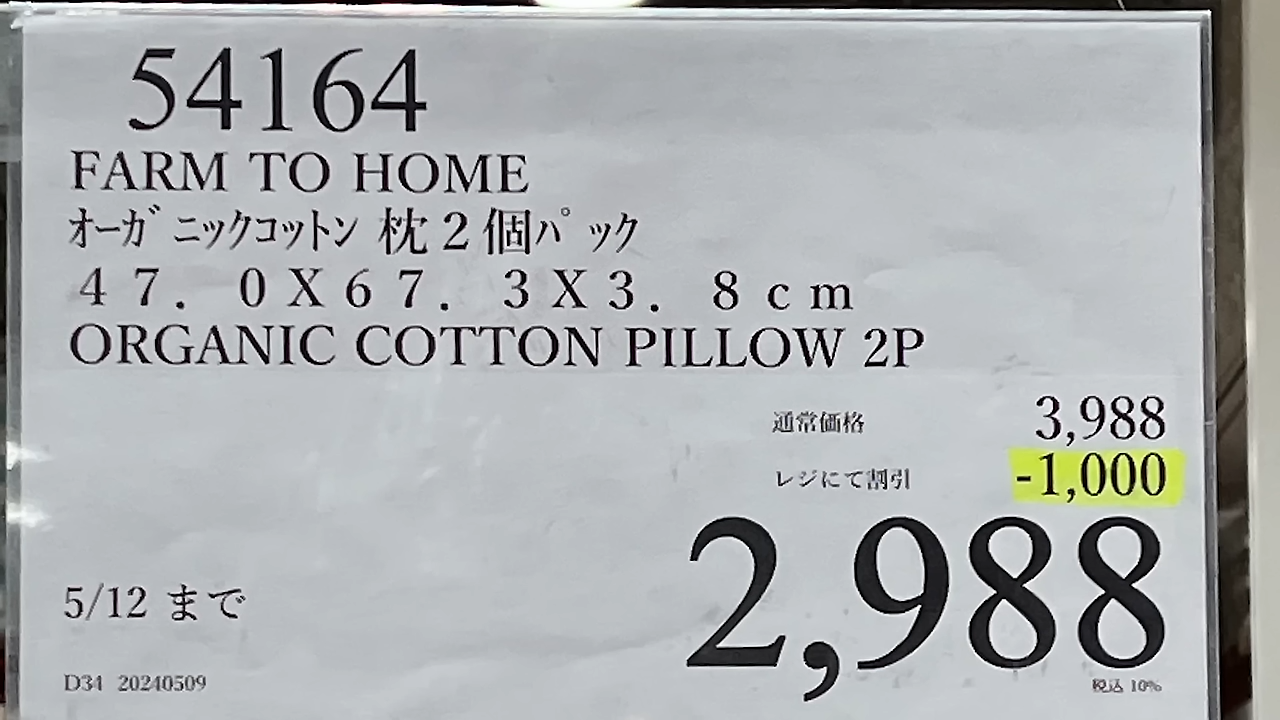 54164
FARM TO HOME
オーガニックコットン 枕２個パック
４７．０Ｘ６７．３Ｘ３．８ｃｍ
ORGANIC COTTON PILLOW 2P
通常価格 3,988
レジにて割引 -1,000
2,988
5/12 まで
D34 20240509
税込 10%